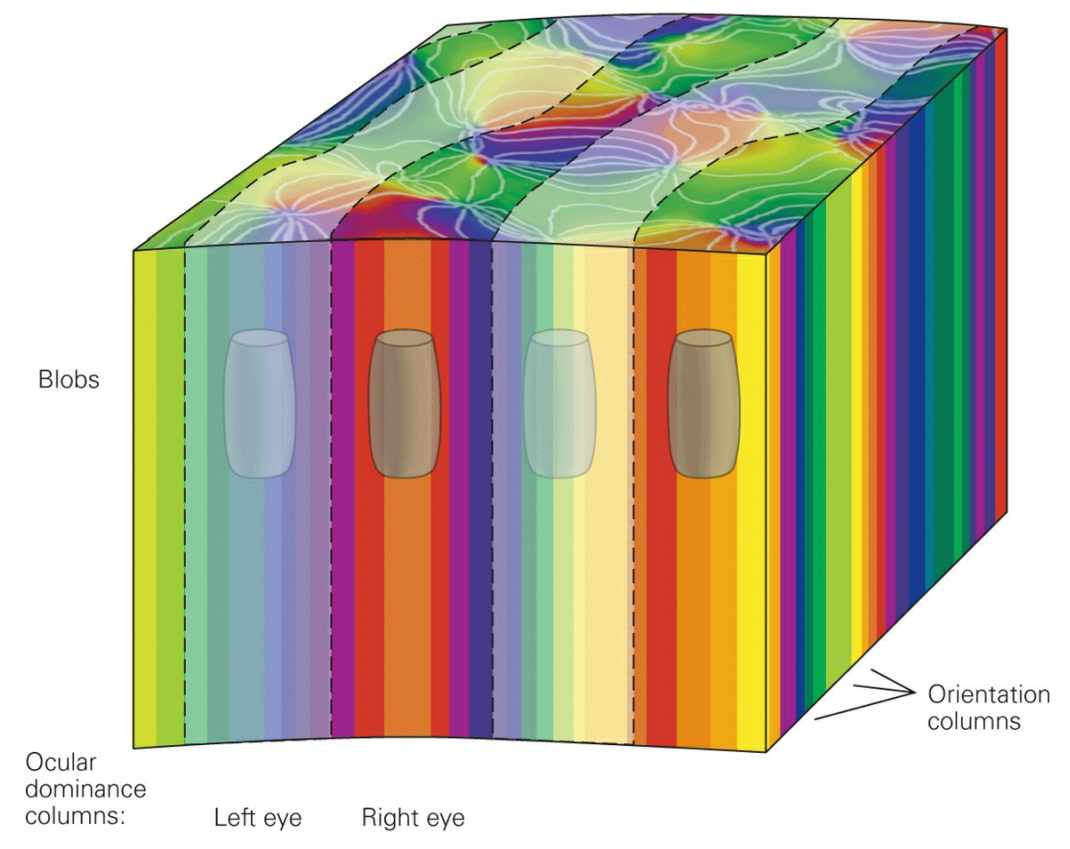 Blobs
Orientation
columns
Ocular
dominance
columns:
Left eye
Right eye